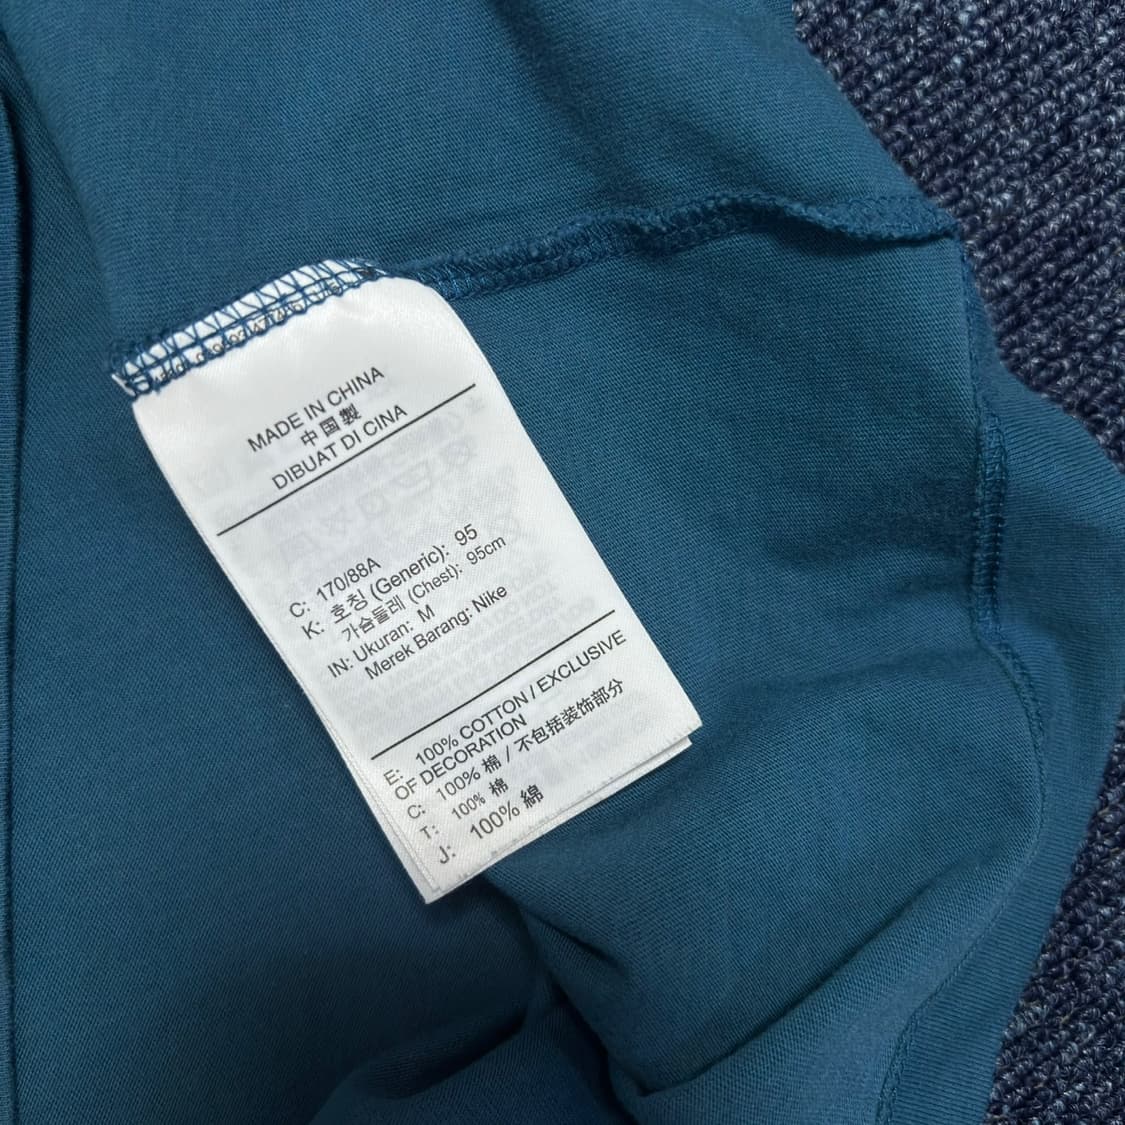 MADE IN CHINA
中国製
DIBUAT DI CINA
C: 170/88A
K: 호칭 (Generic): 95
가슴둘레 (Chest): 95cm
IN: Ukuran: M
Merek Barang: Nike
E: 100% COTTON / EXCLUSIVE
OF DECORATION
C: 100% 棉 / 不包括装饰部分
T: 100% 棉
J: 100% 綿